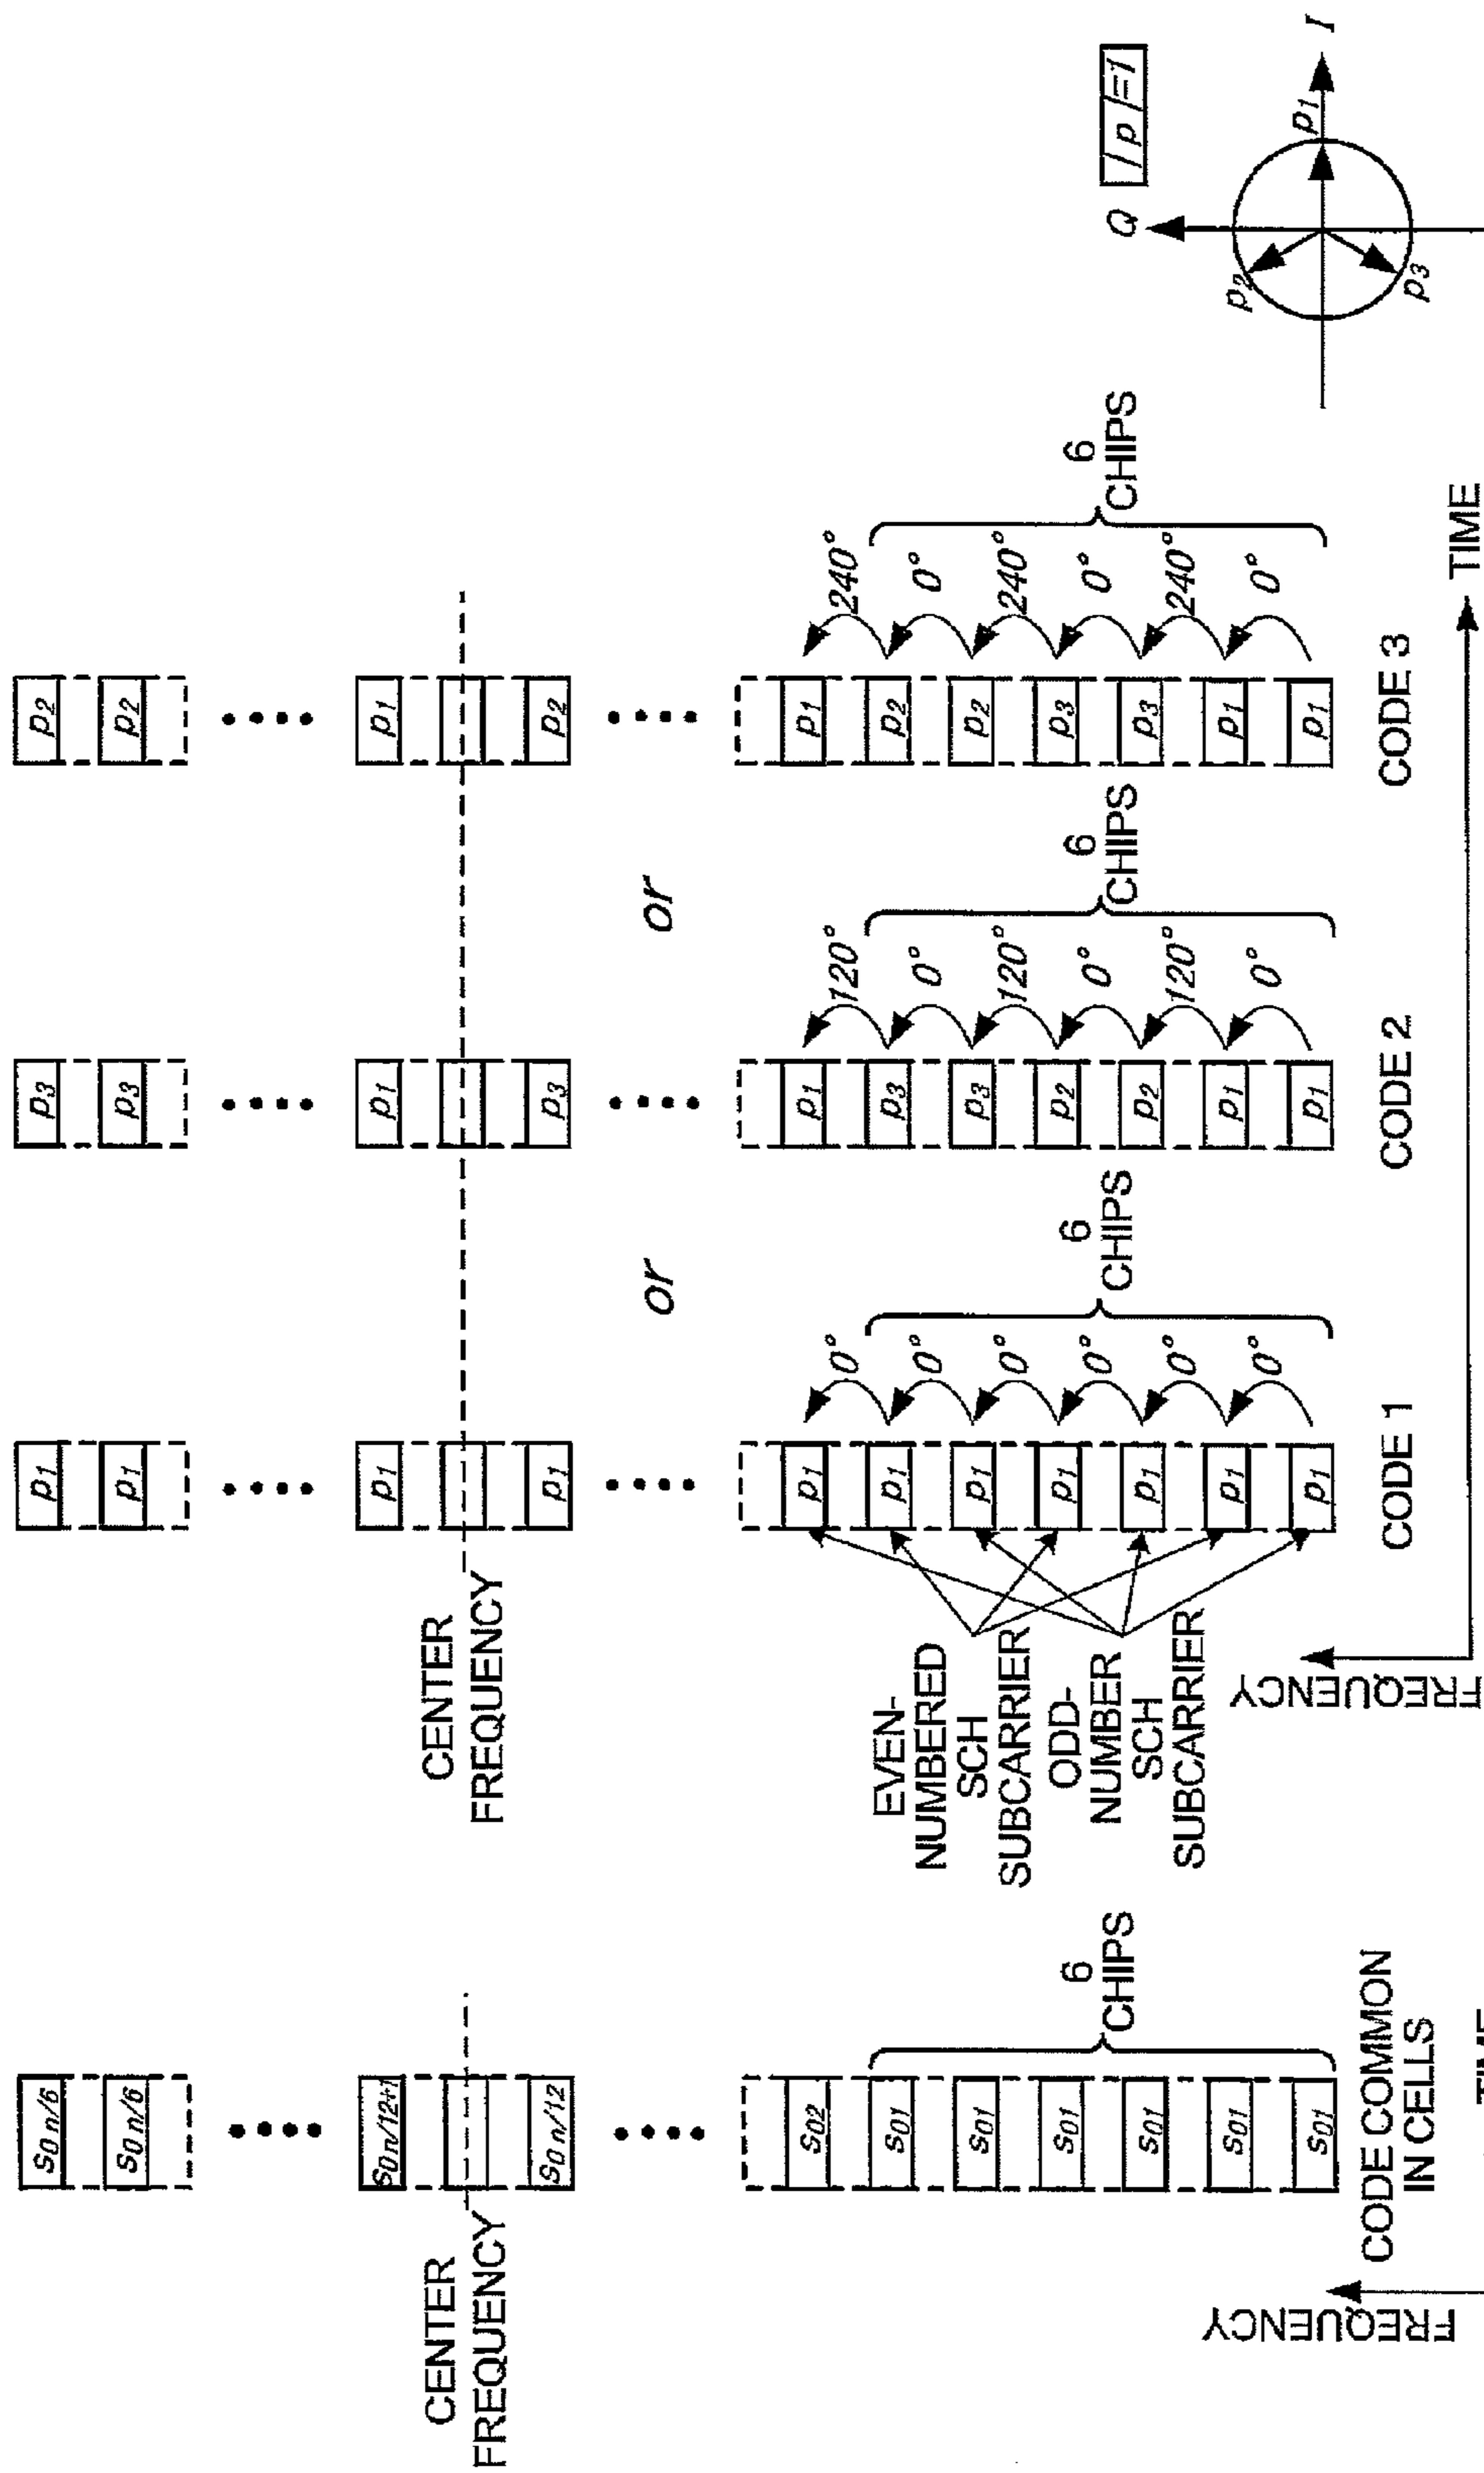 s0 n/6
s0 n/6
s0 n/12+1
s0 n/12
s02
s01
s01
s01
s01
s01
s01
CENTER
FREQUENCY
6
CHIPS
CODE COMMON
IN CELLS
FREQUENCY
p1
p1
p1
p1
p1
p1
p1
p1
p1
p1
p1
CENTER
FREQUENCY
EVEN-
NUMBERED
SCH
SUBCARRIER
ODD-
NUMBER
SCH
SUBCARRIER
0°
0°
0°
0°
0°
0°
6
CHIPS
CODE 1
FREQUENCY
or
p3
p3
p1
p3
p1
p3
p3
p2
p2
p1
p1
120°
0°
120°
0°
120°
0°
6
CHIPS
CODE 2
or
p2
p2
p1
p2
p1
p2
p2
p3
p3
p1
p1
240°
0°
240°
0°
240°
0°
6
CHIPS
CODE 3
TIME
|p|=1
Q
I
p1
p2
p3